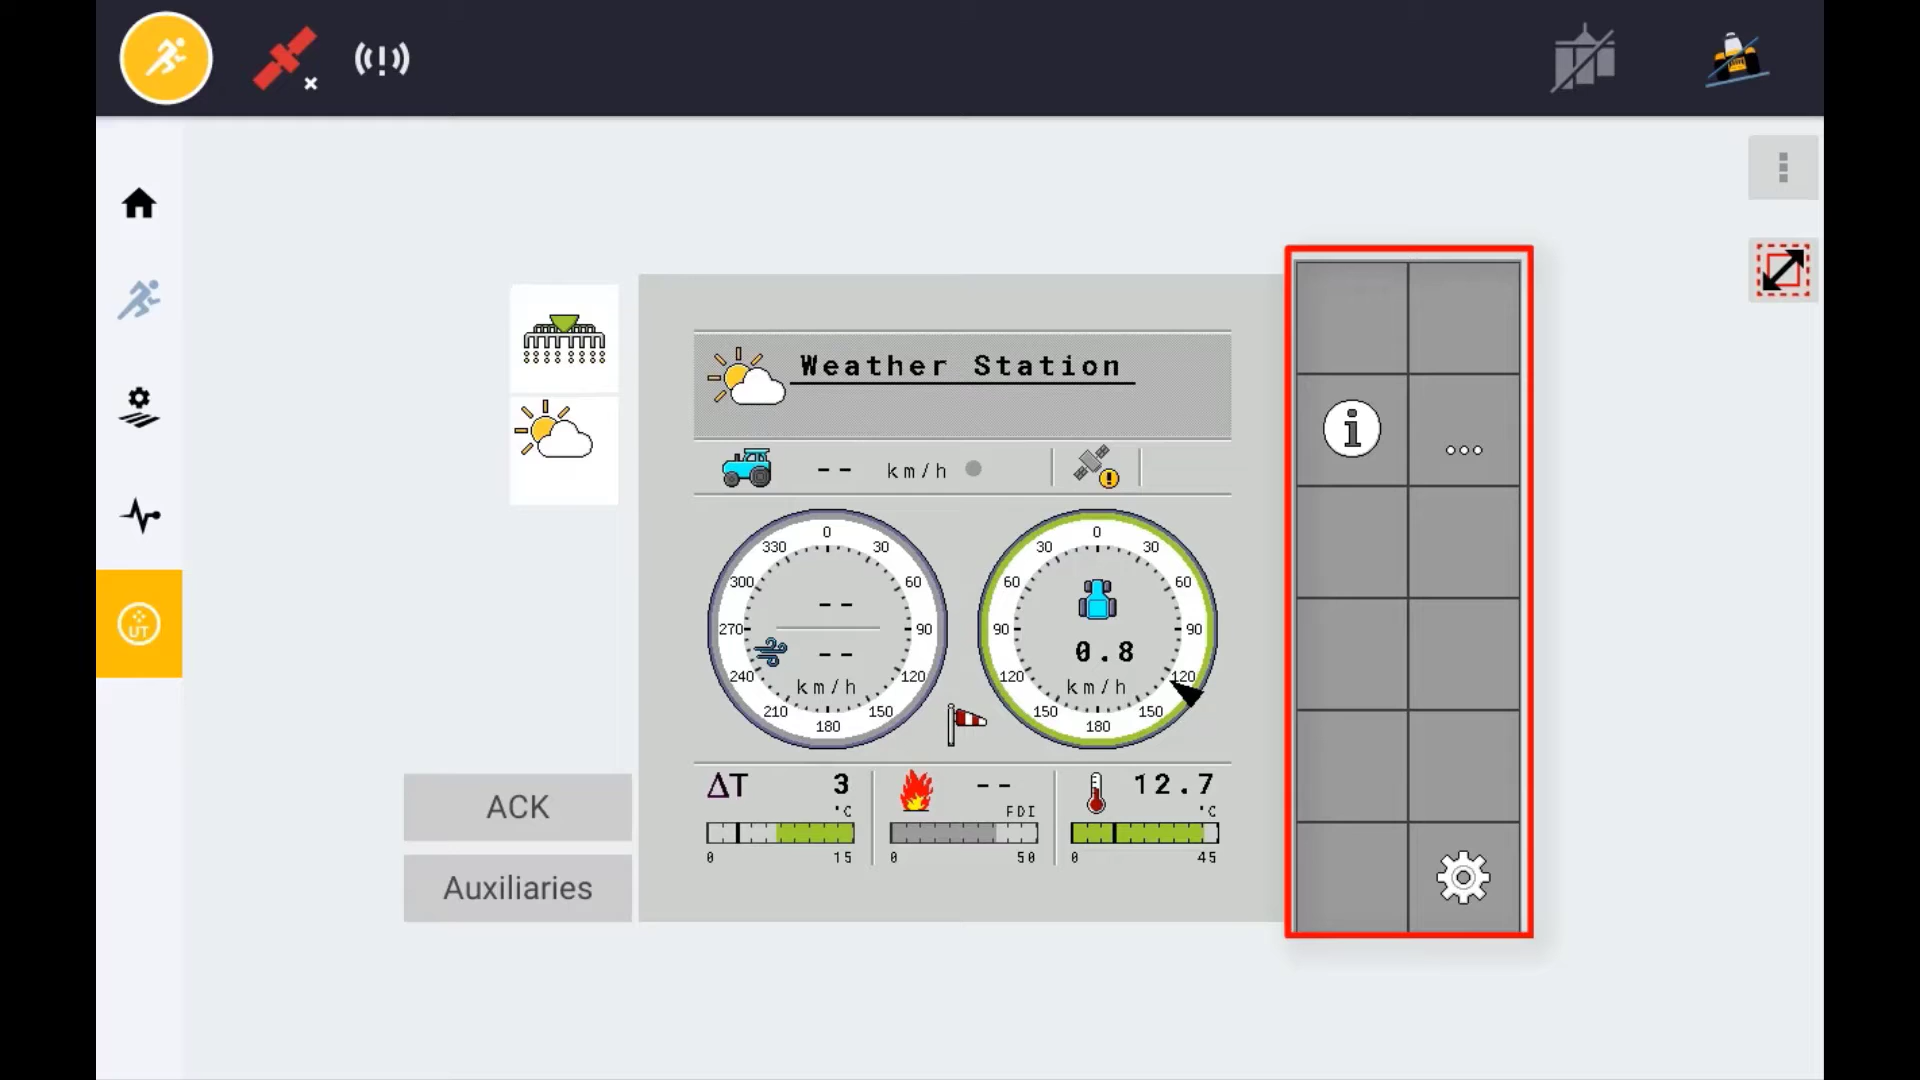 Weather Station
-- km/h
0 30 60 90 120 150 180 210 240 270 300 330
--
--
km/h
0 30 60 90 120 150 180 150 120 90 60 30
0.8
km/h
ΔT 3 °C
0 15
-- FDI
0 50
12.7 °C
0 45
ACK
Auxiliaries
UT
i